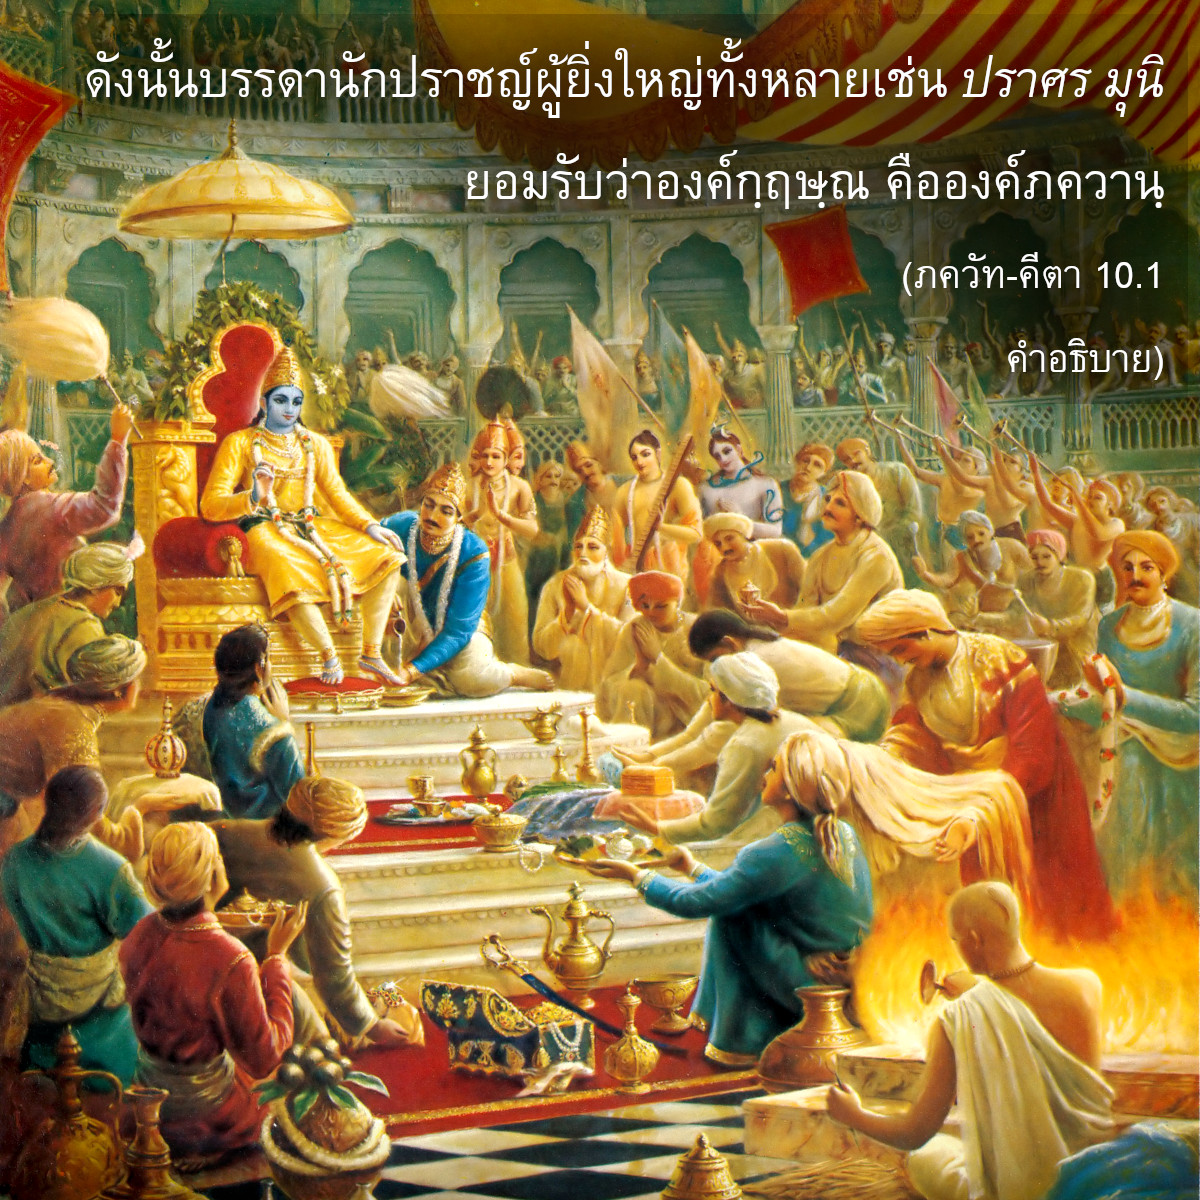 ดังนั้นบรรดานักปราชญ์ผู้ยิ่งใหญ่ทั้งหลายเช่น ปราศร มุนิ
ยอมรับว่าองค์กฺฤษฺณ คือองค์ภควานฺ
(ภควัท-คีตา 10.1
คำอธิบาย)